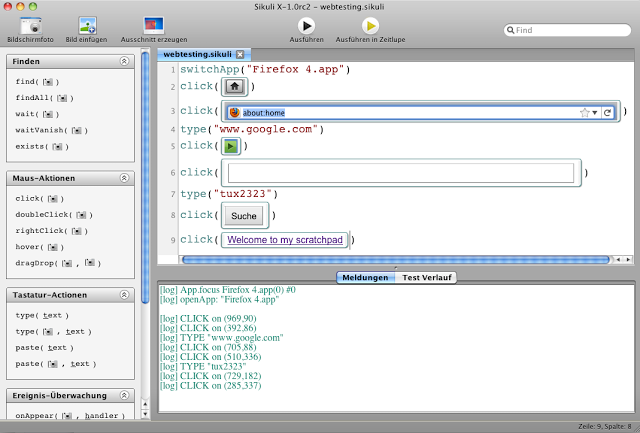 Sikuli X-1.0rc2 - webtesting.sikuli
Bildschirmfoto Bild einfügen Ausschnitt erzeugen Ausführen Ausführen in Zeitlupe Find
Finden
find( )
findAll( )
wait( )
waitVanish( )
exists( )
Maus-Aktionen
click( )
doubleClick( )
rightClick( )
hover( )
dragDrop( , )
Tastatur-Aktionen
type( text )
type( , text )
paste( text )
paste( , text )
Ereignis-Überwachung
onAppear( , handler )
webtesting.sikuli
1 switchApp("Firefox 4.app")
2 click( )
3 click( about:home )
4 type("www.google.com")
5 click( )
6 click( )
7 type("tux2323")
8 click( Suche )
9 click( Welcome to my scratchpad )
Meldungen Test Verlauf
[log] App.focus Firefox 4.app(0) #0
[log] openApp: "Firefox 4.app"
[log] CLICK on (969,90)
[log] CLICK on (392,86)
[log] TYPE "www.google.com"
[log] CLICK on (705,88)
[log] CLICK on (510,336)
[log] TYPE "tux2323"
[log] CLICK on (729,182)
[log] CLICK on (285,337)
Zeile: 9, Spalte: 8